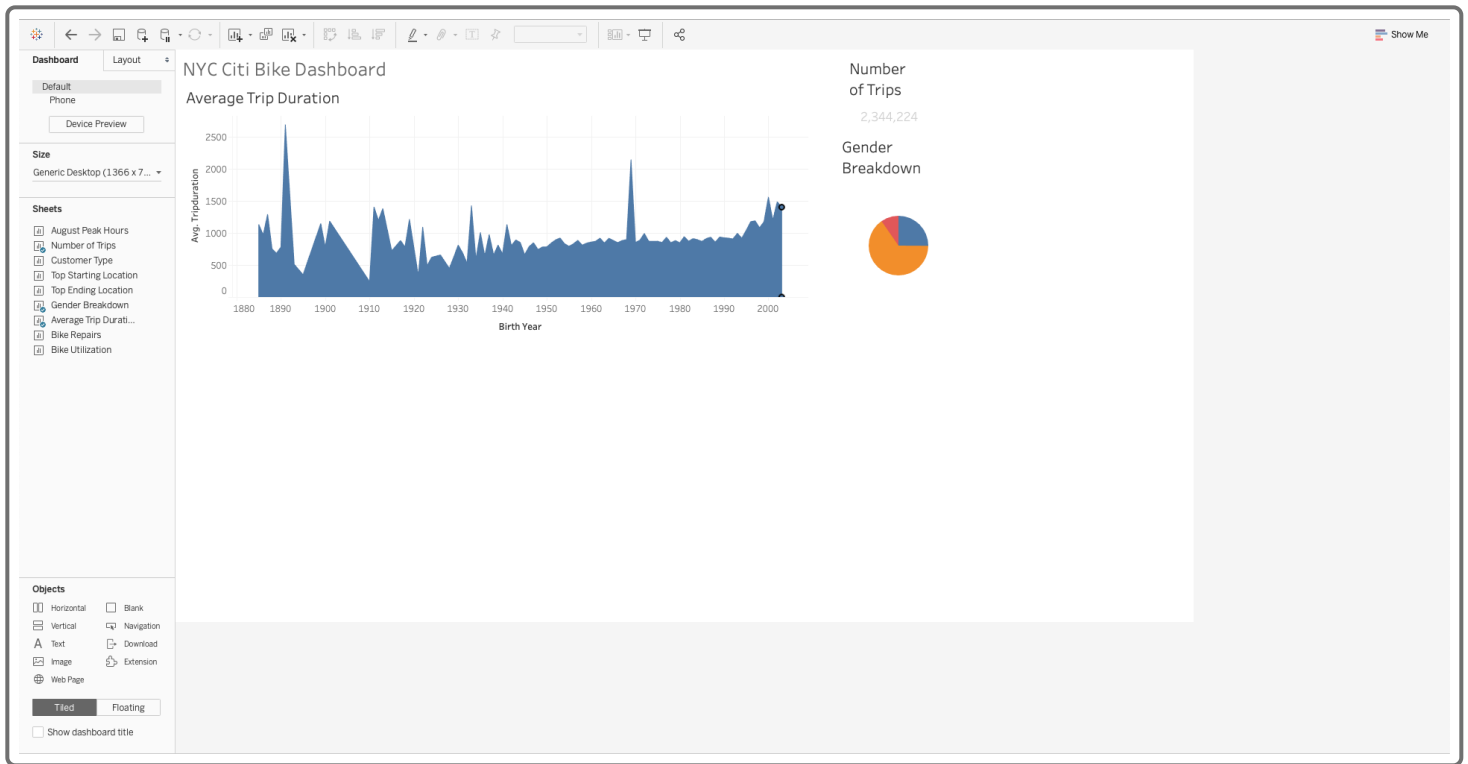 Show Me
Dashboard
Layout
Default
Phone
Device Preview
Size
Generic Desktop (1366 x 7...
Sheets
August Peak Hours
Number of Trips
Customer Type
Top Starting Location
Top Ending Location
Gender Breakdown
Average Trip Durati...
Bike Repairs
Bike Utilization
Objects
Horizontal
Blank
Vertical
Navigation
A Text
Download
Image
Extension
Web Page
Tiled
Floating
Show dashboard title
NYC Citi Bike Dashboard
Average Trip Duration
Avg. Tripduration
2500
2000
1500
1000
500
0
1880 1890 1900 1910 1920 1930 1940 1950 1960 1970 1980 1990 2000
Birth Year
Number
of Trips
2,344,224
Gender
Breakdown